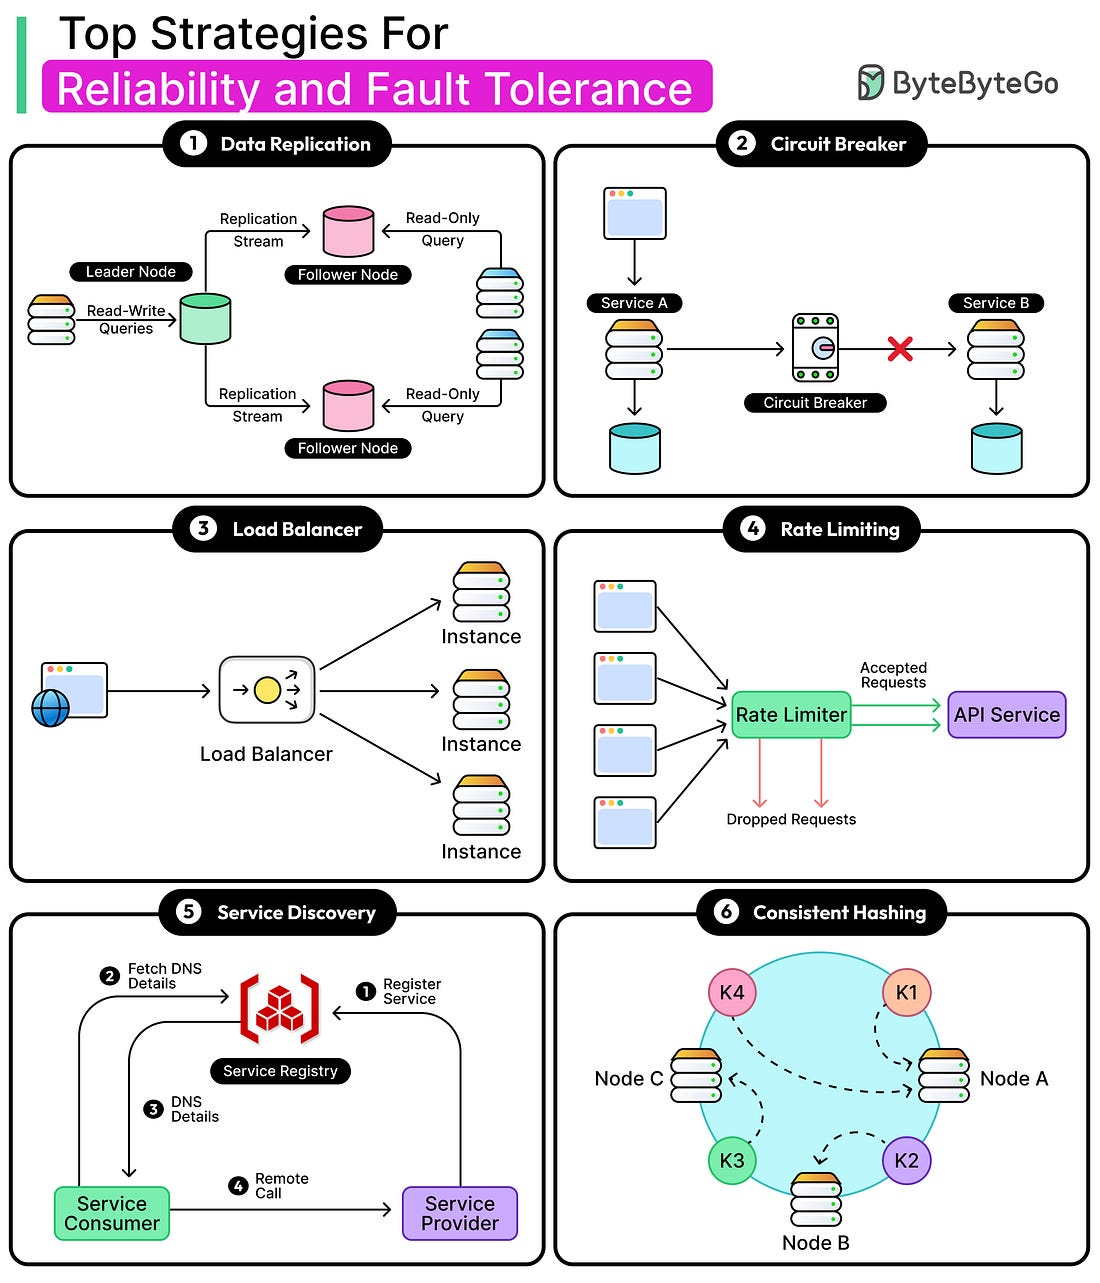 Top Strategies For
Reliability and Fault Tolerance
ByteByteGo
1 Data Replication
Replication
Stream
Read-Only
Query
Leader Node
Follower Node
Read-Write
Queries
Replication
Stream
Read-Only
Query
Follower Node
2 Circuit Breaker
Service A
Service B
Circuit Breaker
3 Load Balancer
Instance
Instance
Load Balancer
Instance
4 Rate Limiting
Accepted
Requests
Rate Limiter
API Service
Dropped Requests
5 Service Discovery
2 Fetch DNS
Details
1 Register
Service
Service Registry
3 DNS
Details
4 Remote
Call
Service
Consumer
Service
Provider
6 Consistent Hashing
K4
K1
Node C
Node A
K3
K2
Node B